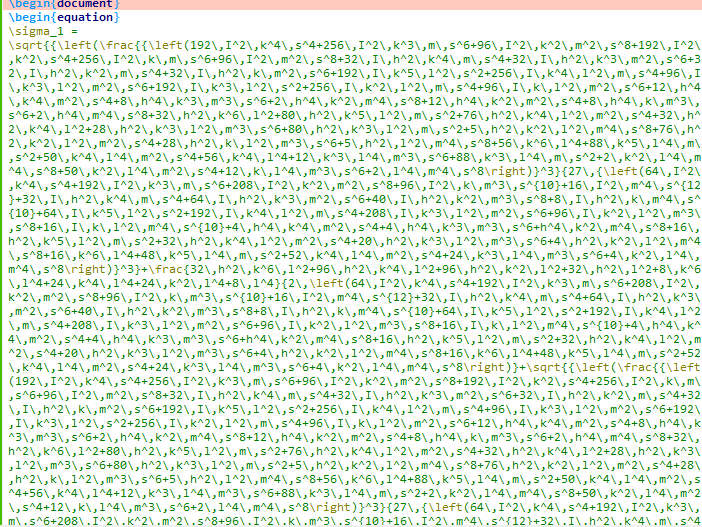 \begin{document}
\begin{equation}
\sigma_1 =
\sqrt{{\left(\frac{{\left(192\,I^2\,k^4\,s^4+256\,I^2\,k^3\,m\,s^6+96\,I^2\,k^2\,m^2\,s^8+192\,I^2\
,k^2\,s^4+256\,I^2\,k\,m\,s^6+96\,I^2\,k^2\,m^2\,s^8+32\,I\,h^2\,k^4\,m\,s^4+32\,I\,h^2\,k^3\,m^2\,s^6+3
2\,I\,h^2\,k^2\,m\,s^4+32\,I\,h^2\,k\,m^2\,s^6+192\,I\,k^5\,l^2\,s^2+256\,I\,k^4\,l^2\,m\,s^4+96\,I\
,k^3\,l^2\,m^2\,s^6+192\,I\,k^3\,l^2\,s^2+256\,I\,k^2\,l^2\,m\,s^4+96\,I\,k\,l^2\,m^2\,s^6+12\,h^4\
,k^4\,m^2\,s^4+8\,h^4\,k^3\,m^3\,s^6+2\,h^4\,k^2\,m^4\,s^8+12\,h^4\,k^2\,m^2\,s^4+8\,h^4\,k\,m^3\,
s^6+2\,h^4\,m^4\,s^8+32\,h^2\,k^6\,l^2+80\,h^2\,k^5\,l^2\,m\,s^2+76\,h^2\,k^4\,l^2\,m^2\,s^4+32\,h^
2\,k^4\,l^2+28\,h^2\,k^3\,l^2\,m^3\,s^6+80\,h^2\,k^3\,l^2\,m\,s^2+5\,h^2\,k^2\,l^2\,m^4\,s^8+76\,h^
2\,k^2\,l^2\,m^2\,s^4+28\,h^2\,k\,l^2\,m^3\,s^6+5\,h^2\,l^2\,m^4\,s^8+56\,k^6\,l^4+88\,k^5\,l^4\,m\
,s^2+50\,k^4\,l^4\,m^2\,s^4+56\,k^4\,l^4+12\,k^3\,l^4\,m^3\,s^6+88\,k^3\,l^4\,m\,s^2+2\,k^2\,l^4\,m
^4\,s^8+50\,k^2\,l^4\,m^2\,s^4+12\,k\,l^4\,m^3\,s^6+2\,l^4\,m^4\,s^8\right)}^3}{27\,{\left(64\,I^2\
,k^4\,s^4+192\,I^2\,k^3\,m\,s^6+208\,I^2\,k^2\,m^2\,s^8+96\,I^2\,k\,m^3\,s^{10}+16\,I^2\,m^4\,s^{12
}+32\,I\,h^2\,k^4\,m\,s^4+64\,I\,h^2\,k^3\,m^2\,s^6+40\,I\,h^2\,k^2\,m^3\,s^8+8\,I\,h^2\,k\,m^4\,s^
{10}+64\,I\,k^5\,l^2\,s^2+192\,I\,k^4\,l^2\,m\,s^4+208\,I\,k^3\,l^2\,m^2\,s^6+96\,I\,k^2\,l^2\,m^3\
,s^8+16\,I\,k\,l^2\,m^4\,s^{10}+4\,h^4\,k^4\,m^2\,s^4+4\,h^4\,k^3\,m^3\,s^6+h^4\,k^2\,m^4\,s^8+16\,
h^2\,k^5\,l^2\,m\,s^2+32\,h^2\,k^4\,l^2\,m^2\,s^4+20\,h^2\,k^3\,l^2\,m^3\,s^6+4\,h^2\,k^2\,l^2\,m^4
\,s^8+16\,k^6\,l^4+48\,k^5\,l^4\,m\,s^2+52\,k^4\,l^4\,m^2\,s^4+24\,k^3\,l^4\,m^3\,s^6+4\,k^2\,l^4\,
m^4\,s^8\right)}^3}+\frac{32\,h^2\,k^6\,l^2+96\,h^2\,k^4\,l^2+96\,h^2\,k^2\,l^2+32\,h^2\,l^2+8\,k^6
\,l^4+24\,k^4\,l^4+24\,k^2\,l^4+8\,l^4}{2\,\left(64\,I^2\,k^4\,s^4+192\,I^2\,k^3\,m\,s^6+208\,I^2\,
k^2\,m^2\,s^8+96\,I^2\,k\,m^3\,s^{10}+16\,I^2\,m^4\,s^{12}+32\,I\,h^2\,k^4\,m\,s^4+64\,I\,h^2\,k^3\
,m^2\,s^6+40\,I\,h^2\,k^2\,m^3\,s^8+8\,I\,h^2\,k\,m^4\,s^{10}+64\,I\,k^5\,l^2\,s^2+192\,I\,k^4\,l^2
\,m\,s^4+208\,I\,k^3\,l^2\,m^2\,s^6+96\,I\,k^2\,l^2\,m^3\,s^8+16\,I\,k\,l^2\,m^4\,s^{10}+4\,h^4\,k^
4\,m^2\,s^4+4\,h^4\,k^3\,m^3\,s^6+h^4\,k^2\,m^4\,s^8+16\,h^2\,k^5\,l^2\,m\,s^2+32\,h^2\,k^4\,l^2\,m
^2\,s^4+20\,h^2\,k^3\,l^2\,m^3\,s^6+4\,h^2\,k^2\,l^2\,m^4\,s^8+16\,k^6\,l^4+48\,k^5\,l^4\,m\,s^2+52
\,k^4\,l^4\,m^2\,s^4+24\,k^3\,l^4\,m^3\,s^6+4\,k^2\,l^4\,m^4\,s^8\right)}+\sqrt{{\left(\frac{{\left
(192\,I^2\,k^4\,s^4+256\,I^2\,k^3\,m\,s^6+96\,I^2\,k^2\,m^2\,s^8+192\,I^2\,k^2\,s^4+256\,I^2\,k\,m\
,s^6+96\,I^2\,m^2\,s^8+32\,I\,h^2\,k^4\,m\,s^4+32\,I\,h^2\,k^3\,m^2\,s^6+32\,I\,h^2\,k^2\,m\,s^4+32
\,I\,h^2\,k\,m^2\,s^6+192\,I\,k^5\,l^2\,s^2+256\,I\,k^4\,l^2\,m\,s^4+96\,I\,k^3\,l^2\,m^2\,s^6+192\
,I\,k^3\,l^2\,s^2+256\,I\,k^2\,l^2\,m\,s^4+96\,I\,k\,l^2\,m^2\,s^6+12\,h^4\,k^4\,m^2\,s^4+8\,h^4\,k
^3\,m^3\,s^6+2\,h^4\,k^2\,m^4\,s^8+12\,h^4\,k^2\,m^2\,s^4+8\,h^4\,k\,m^3\,s^6+2\,h^4\,m^4\,s^8+32\,
h^2\,k^6\,l^2+80\,h^2\,k^5\,l^2\,m\,s^2+76\,h^2\,k^4\,l^2\,m^2\,s^4+32\,h^2\,k^4\,l^2+28\,h^2\,k^3\
,l^2\,m^3\,s^6+80\,h^2\,k^3\,l^2\,m\,s^2+5\,h^2\,k^2\,l^2\,m^4\,s^8+76\,h^2\,k^2\,l^2\,m^2\,s^4+28\
,h^2\,k\,l^2\,m^3\,s^6+5\,h^2\,l^2\,m^4\,s^8+56\,k^6\,l^4+88\,k^5\,l^4\,m\,s^2+50\,k^4\,l^4\,m^2\,s
^4+56\,k^4\,l^4+12\,k^3\,l^4\,m^3\,s^6+88\,k^3\,l^4\,m\,s^2+2\,k^2\,l^4\,m^4\,s^8+50\,k^2\,l^4\,m^2
\,s^4+12\,k\,l^4\,m^3\,s^6+2\,l^4\,m^4\,s^8\right)}^3}{27\,{\left(64\,I^2\,k^4\,s^4+192\,I^2\,k^3\,
m\,s^6+208\,I^2\,k^2\,m^2\,s^8+96\,I^2\,k\,m^3\,s^{10}+16\,I^2\,m^4\,s^{12}+32\,I\,h^2\,k^4\,m\,s^4